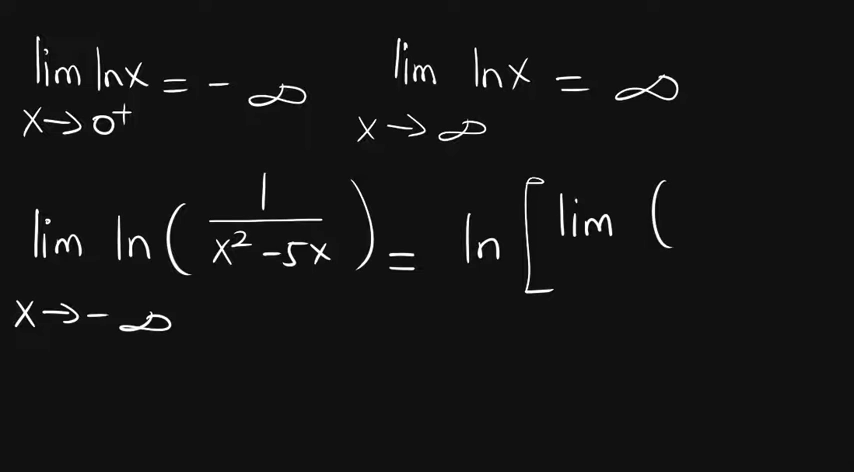 lim ln x = - ∞ lim ln x = ∞
x → 0⁺ x → ∞
lim ln ( 1 / x² - 5x ) = ln [ lim (
x → - ∞